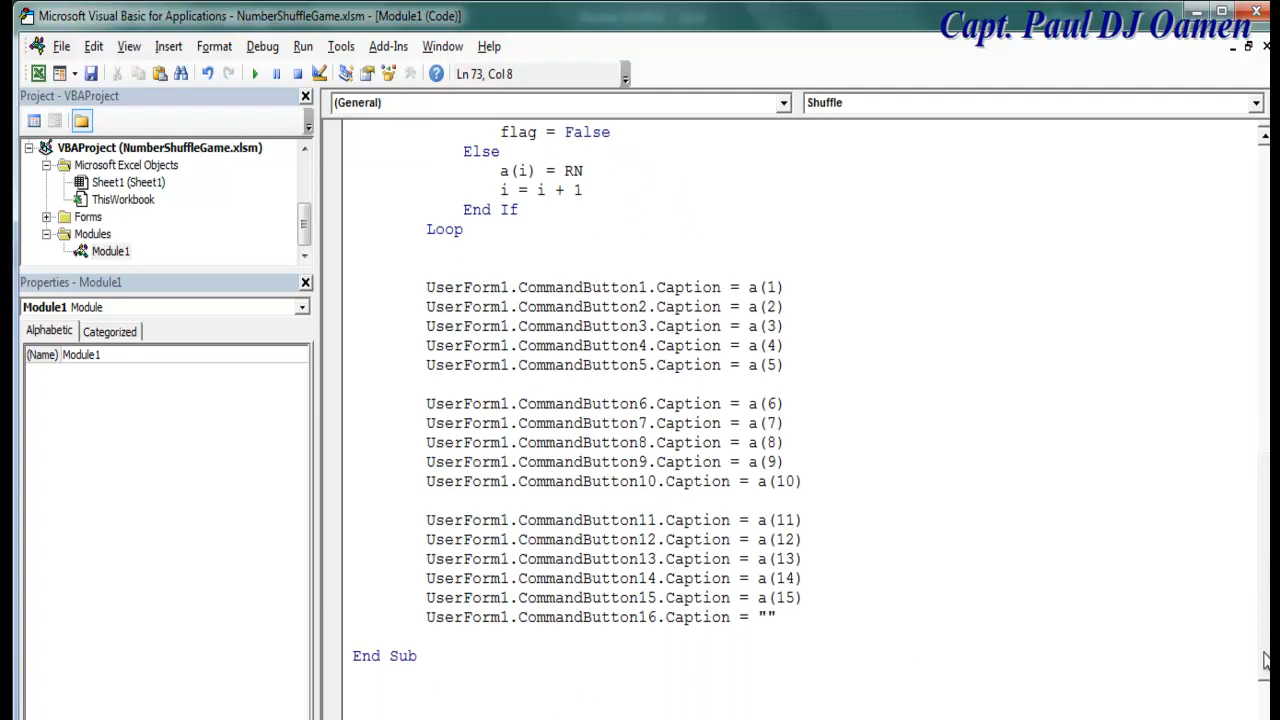 Microsoft Visual Basic for Applications - NumberShuffleGame.xlsm - [Module1 (Code)]
Capt. Paul DJ Oamen
File Edit View Insert Format Debug Run Tools Add-Ins Window Help
Ln 73, Col 8
Project - VBAProject
(General)
Shuffle
VBAProject (NumberShuffleGame.xlsm)
Microsoft Excel Objects
Sheet1 (Sheet1)
ThisWorkbook
Forms
Modules
Module1
Properties - Module1
Module1 Module
Alphabetic Categorized
(Name) Module1
flag = False
Else
a(i) = RN
i = i + 1
End If
Loop
UserForm1.CommandButton1.Caption = a(1)
UserForm1.CommandButton2.Caption = a(2)
UserForm1.CommandButton3.Caption = a(3)
UserForm1.CommandButton4.Caption = a(4)
UserForm1.CommandButton5.Caption = a(5)
UserForm1.CommandButton6.Caption = a(6)
UserForm1.CommandButton7.Caption = a(7)
UserForm1.CommandButton8.Caption = a(8)
UserForm1.CommandButton9.Caption = a(9)
UserForm1.CommandButton10.Caption = a(10)
UserForm1.CommandButton11.Caption = a(11)
UserForm1.CommandButton12.Caption = a(12)
UserForm1.CommandButton13.Caption = a(13)
UserForm1.CommandButton14.Caption = a(14)
UserForm1.CommandButton15.Caption = a(15)
UserForm1.CommandButton16.Caption = ""
End Sub